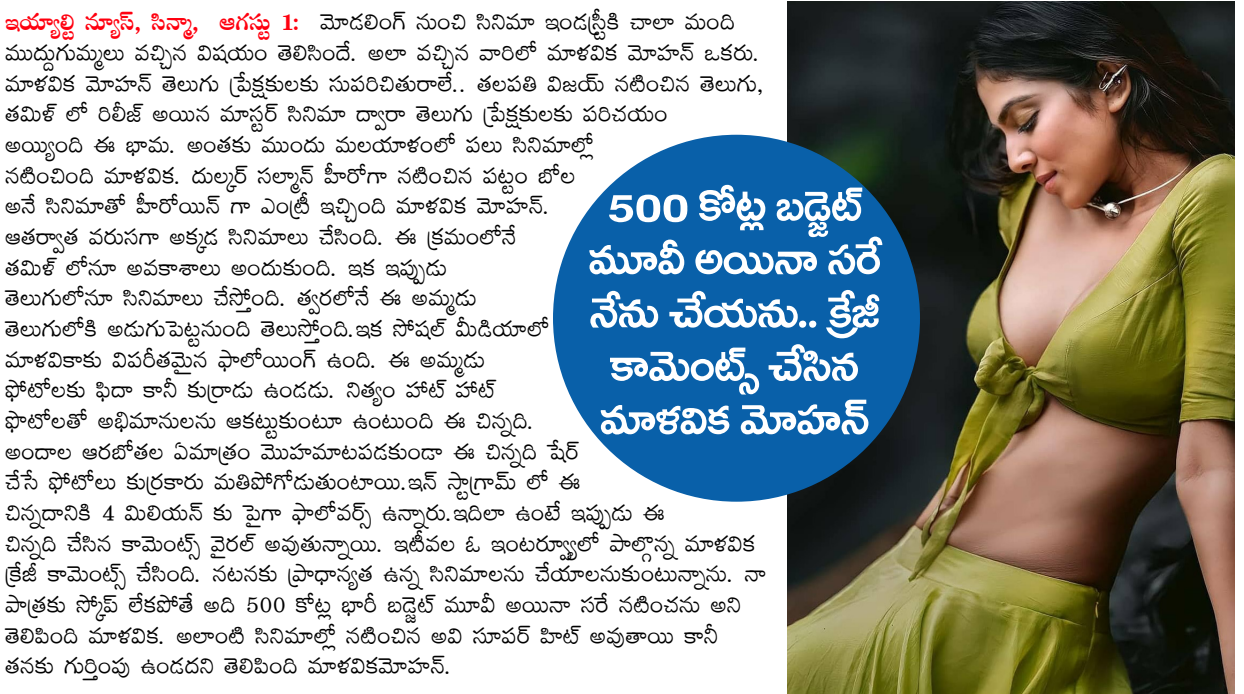 ఇయ్యాల్టి న్యూస్, సిన్మా, ఆగస్టు 1: మోడలింగ్ నుంచి సినిమా ఇండస్ట్రీకి చాలా మంది
ముద్దుగుమ్మలు వచ్చిన విషయం తెలిసిందే. అలా వచ్చిన వారిలో మాళవిక మోహన్ ఒకరు.
మాళవిక మోహన్ తెలుగు ప్రేక్షకులకు సుపరిచితురాలే.. తలపతి విజయ్ నటించిన తెలుగు,
తమిళ్ లో రిలీజ్ అయిన మాస్టర్ సినిమా ద్వారా తెలుగు ప్రేక్షకులకు పరిచయం
అయ్యింది ఈ భామ. అంతకు ముందు మలయాళంలో పలు సినిమాల్లో
నటించింది మాళవిక. దుల్కర్ సల్మాన్ హీరోగా నటించిన పట్టం బోల
అనే సినిమాతో హీరోయిన్ గా ఎంట్రీ ఇచ్చింది మాళవిక మోహన్.
ఆతర్వాత వరుసగా అక్కడ సినిమాలు చేసింది. ఈ క్రమంలోనే
తమిళ్ లోనూ అవకాశాలు అందుకుంది. ఇక ఇప్పుడు
తెలుగులోనూ సినిమాలు చేస్తోంది. త్వరలోనే ఈ అమ్మడు
తెలుగులోకి అడుగుపెట్టనుంది తెలుస్తోంది.ఇక సోషల్ మీడియాలో
మాళవికాకు విపరీతమైన ఫాలోయింగ్ ఉంది. ఈ అమ్మడు
ఫోటోలకు ఫిదా కానీ కుర్రాడు ఉండడు. నిత్యం హాట్ హాట్
ఫొటోలతో అభిమానులను ఆకట్టుకుంటూ ఉంటుంది ఈ చిన్నది.
అందాల ఆరబోతల ఏమాత్రం మొహమాటపడకుండా ఈ చిన్నది షేర్
చేసే ఫోటోలు కుర్రకారు మతిపోగోడుతుంటాయి.ఇన్ స్టాగ్రామ్ లో ఈ
చిన్నదానికి 4 మిలియన్ కు పైగా ఫాలోవర్స్ ఉన్నారు.ఇదిలా ఉంటే ఇప్పుడు ఈ
చిన్నది చేసిన కామెంట్స్ వైరల్ అవుతున్నాయి. ఇటీవల ఓ ఇంటర్వ్యూలో పాల్గొన్న మాళవిక
క్రేజీ కామెంట్స్ చేసింది. నటనకు ప్రాధాన్యత ఉన్న సినిమాలను చేయాలనుకుంటున్నాను. నా
పాత్రకు స్కోప్ లేకపోతే అది 500 కోట్ల భారీ బడ్జెట్ మూవీ అయినా సరే నటించను అని
తెలిపింది మాళవిక. అలాంటి సినిమాల్లో నటించిన అవి సూపర్ హిట్ అవుతాయి కానీ
తనకు గుర్తింపు ఉండదని తెలిపింది మాళవికమోహన్.
500 కోట్ల బడ్జెట్
మూవీ అయినా సరే
నేను చేయను.. క్రేజీ
కామెంట్స్ చేసిన
మాళవిక మోహన్